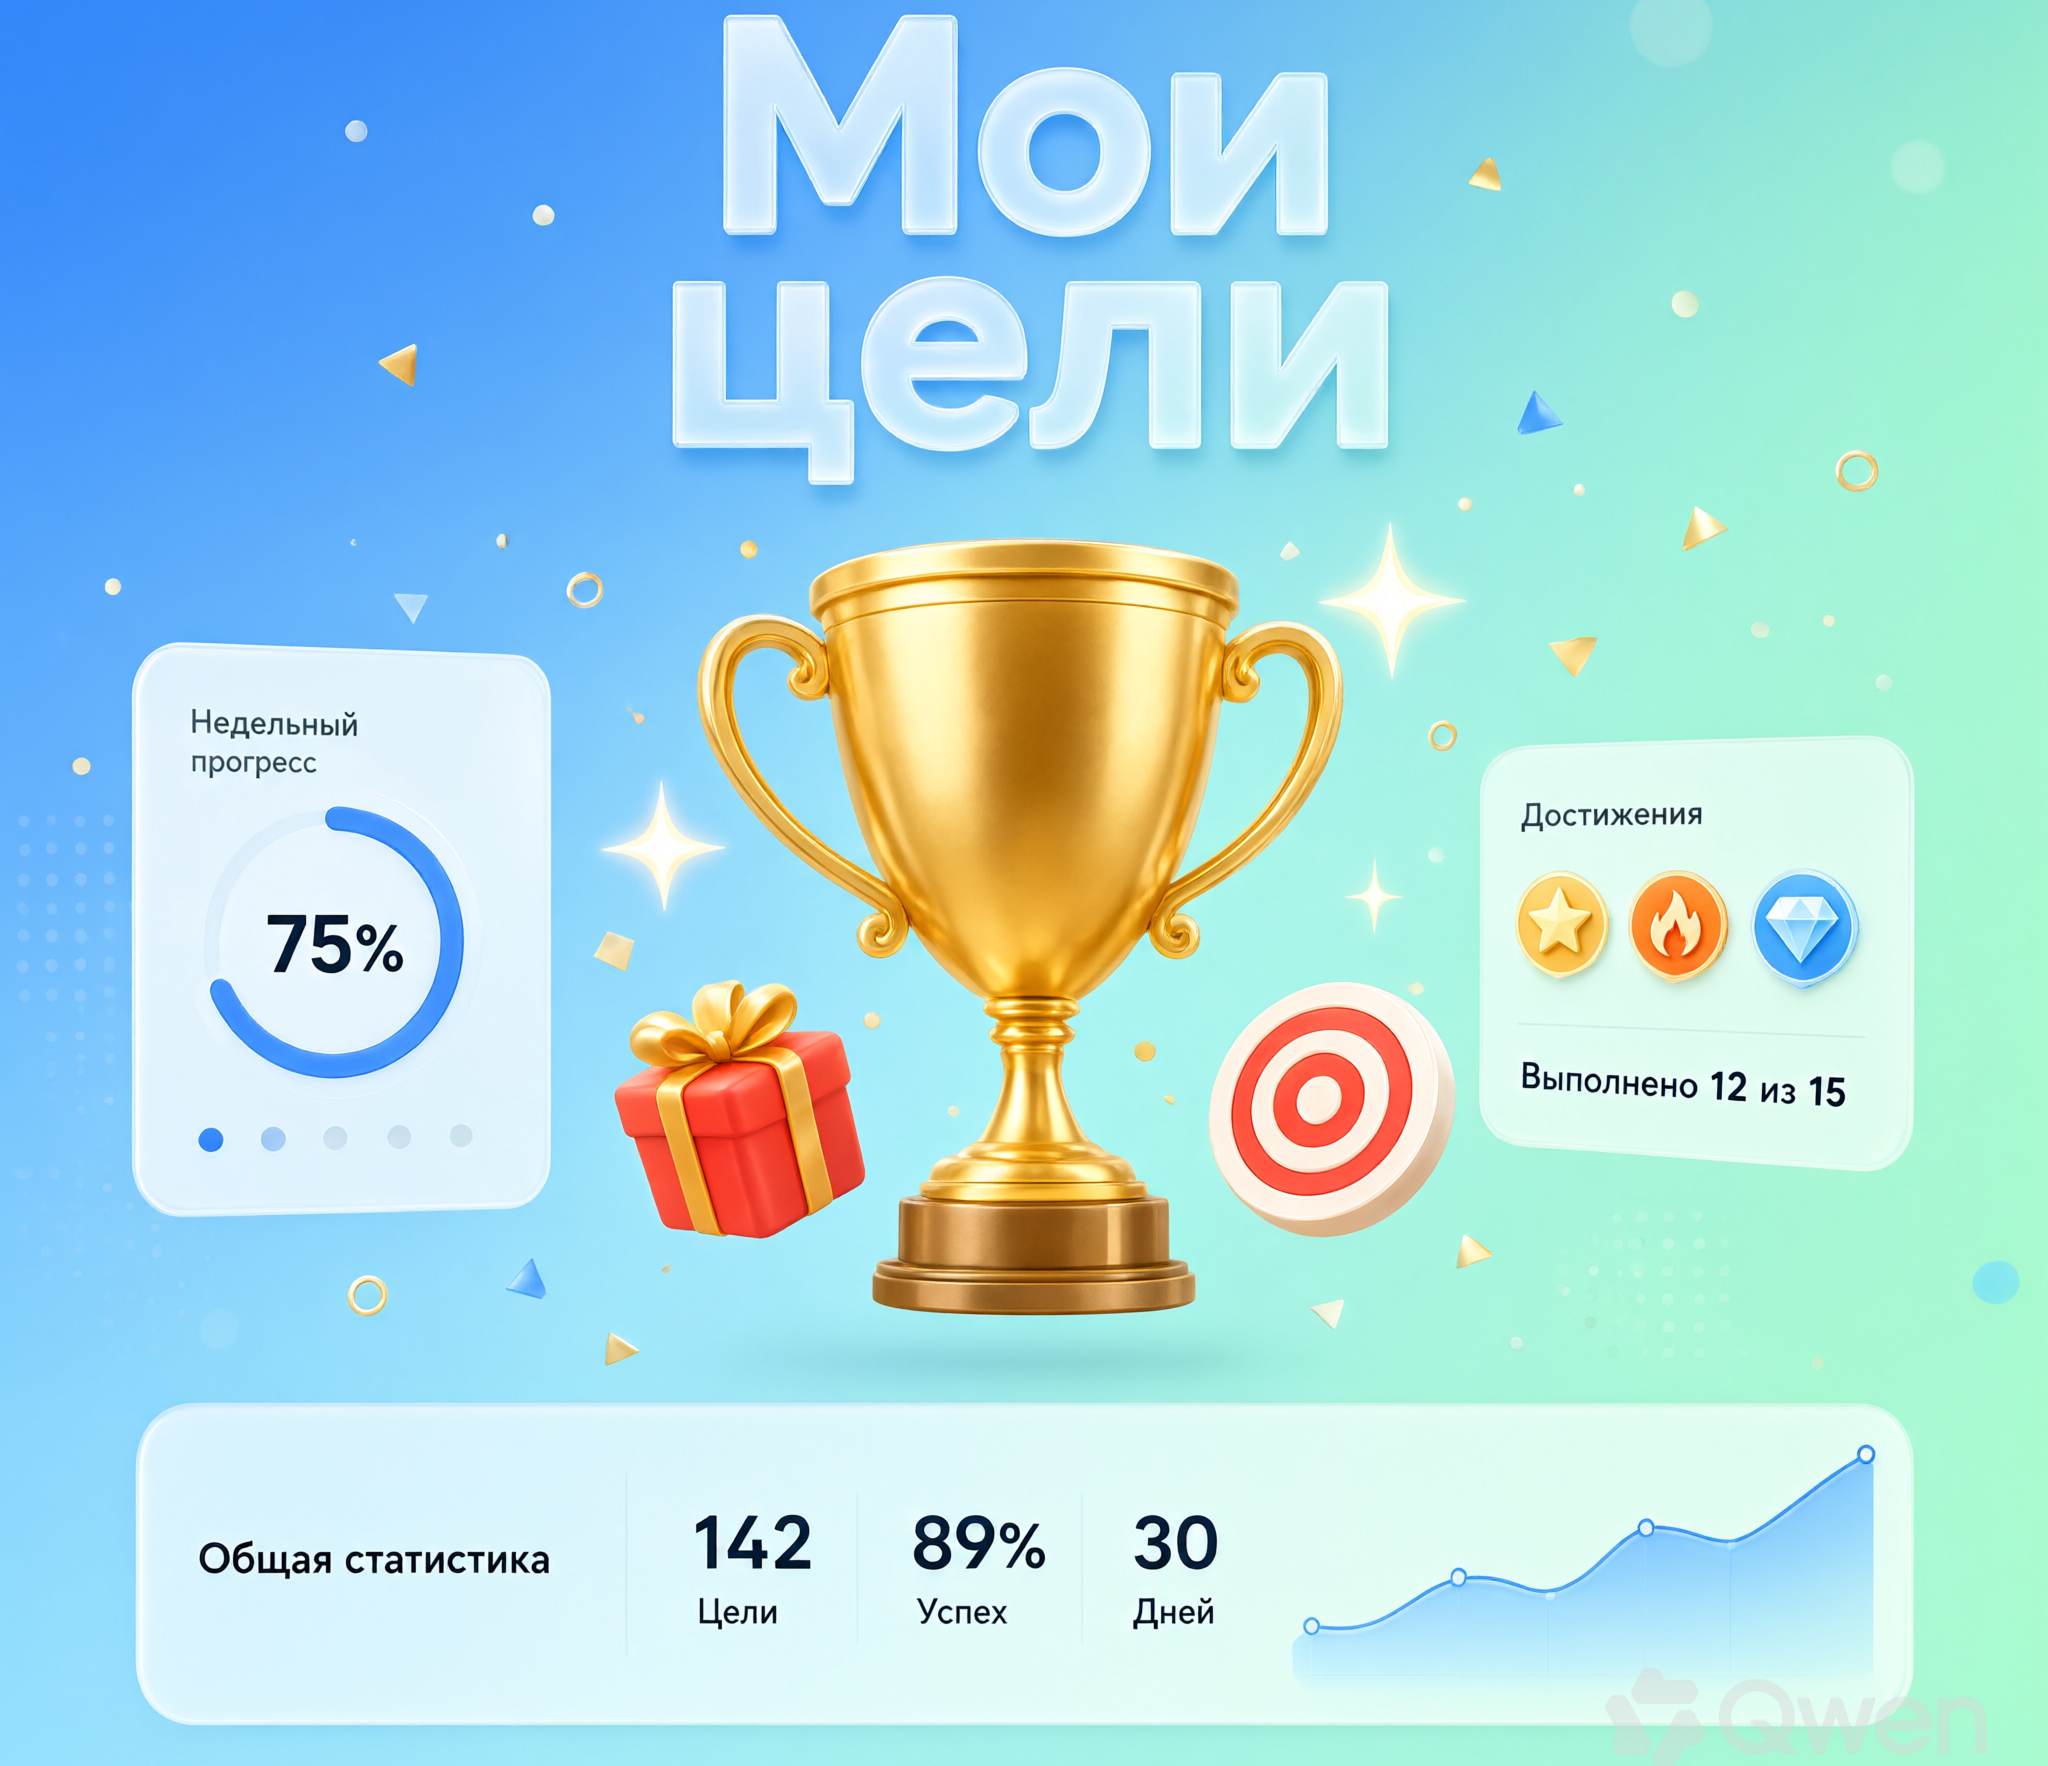 Мои
цели
Недельный
прогресс
75%
Достижения
Выполнено 12 из 15
Общая статистика
142
Цели
89%
Успех
30
Дней
Qwen